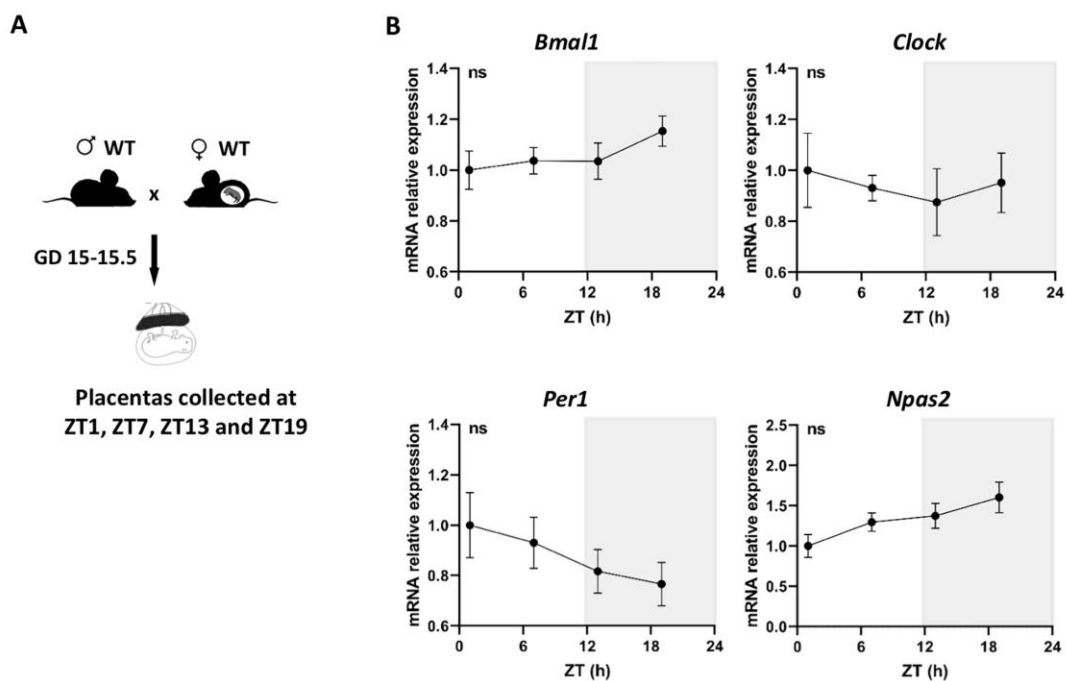 A
♂ WT ♀ WT
x
GD 15-15.5
Placentas collected at
ZT1, ZT7, ZT13 and ZT19
B
Bmal1
ns
mRNA relative expression
1.4
1.2
1.0
0.8
0.6
0 6 12 18 24
ZT (h)
Clock
ns
mRNA relative expression
1.4
1.2
1.0
0.8
0.6
0 6 12 18 24
ZT (h)
Per1
ns
mRNA relative expression
1.4
1.2
1.0
0.8
0.6
0 6 12 18 24
ZT (h)
Npas2
ns
mRNA relative expression
2.5
2.0
1.5
1.0
0.5
0.0
0 6 12 18 24
ZT (h)